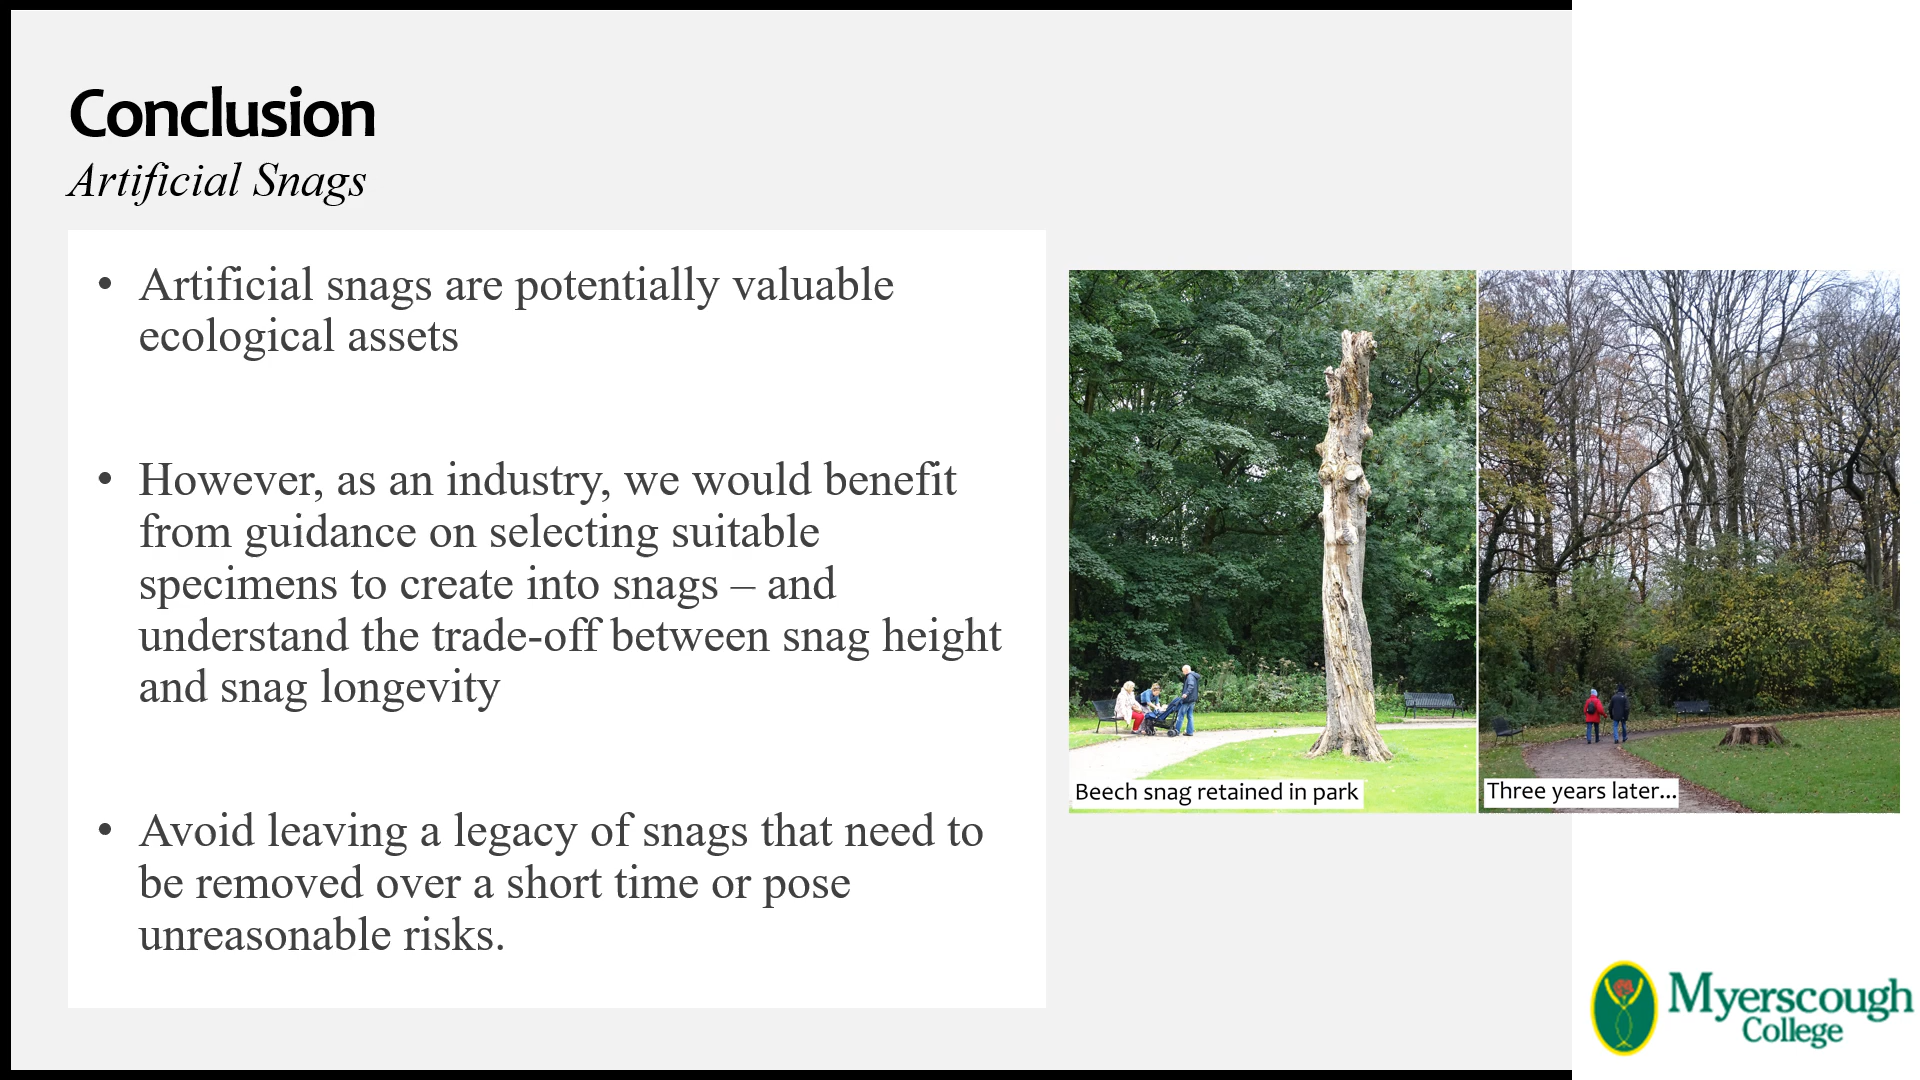 Conclusion
Artificial Snags
• Artificial snags are potentially valuable
ecological assets
• However, as an industry, we would benefit
from guidance on selecting suitable
specimens to create into snags – and
understand the trade-off between snag height
and snag longevity
• Avoid leaving a legacy of snags that need to
be removed over a short time or pose
unreasonable risks.
Beech snag retained in park
Three years later...
Myerscough
College